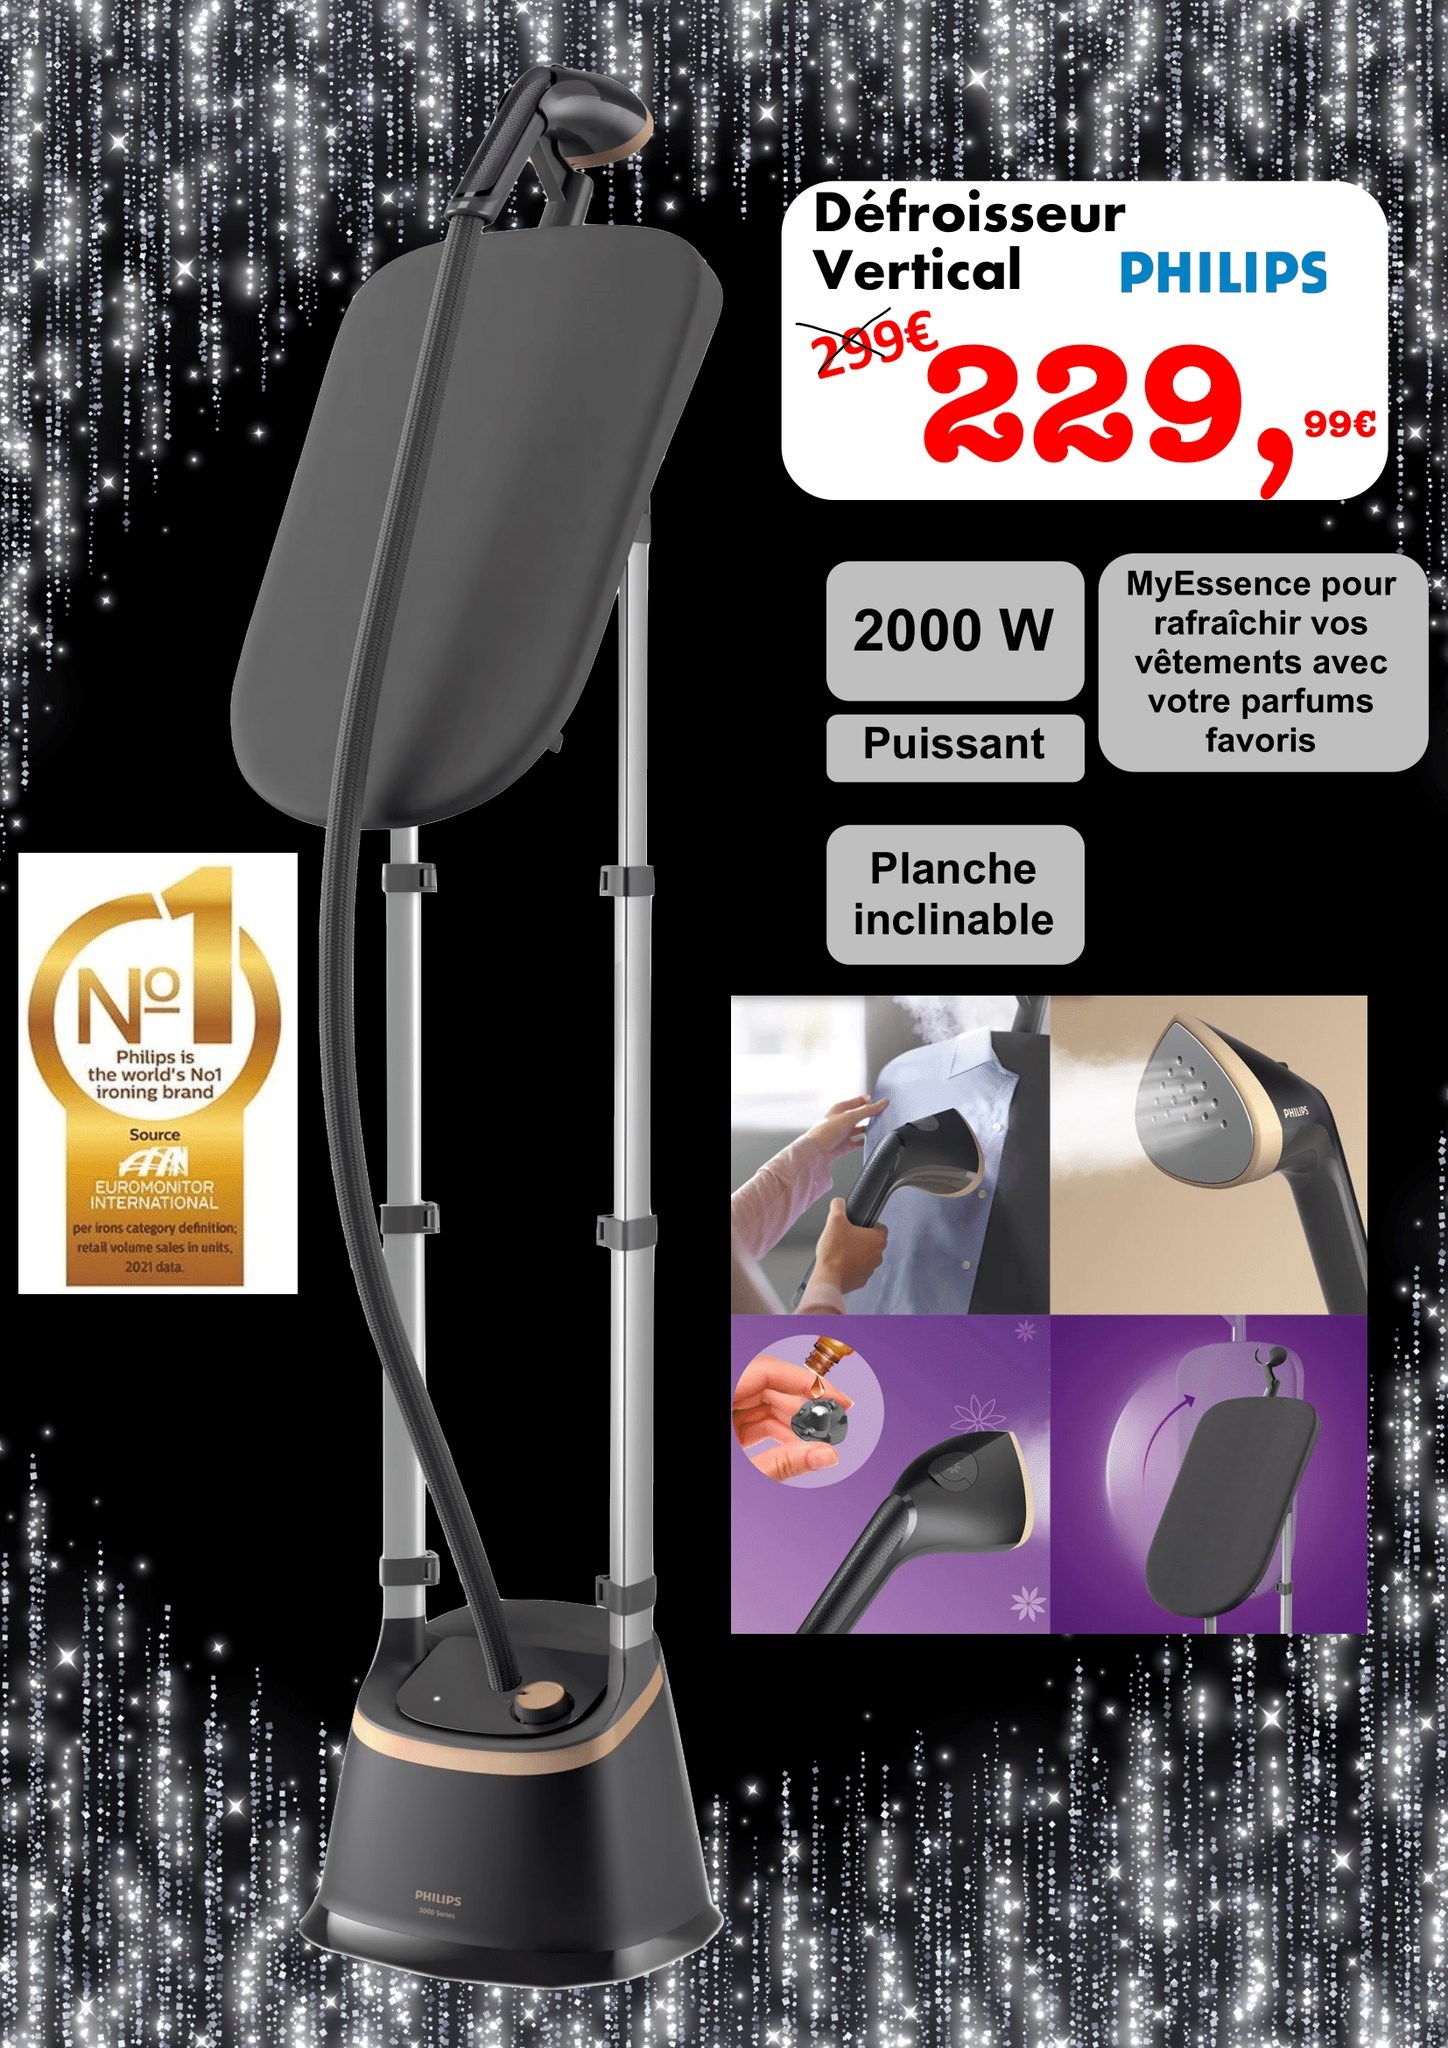 Défroisseur
Vertical
PHILIPS
299€
229,99€
2000 W
Puissant
MyEssence pour
rafraîchir vos
vêtements avec
votre parfums
favoris
Planche
inclinable
Nº1
Philips is
the world's No1
ironing brand
Source
EUROMONITOR
INTERNATIONAL
per irons category definition;
retail volume sales in units,
2021 data.
PHILIPS
PHILIPS
3000 Series